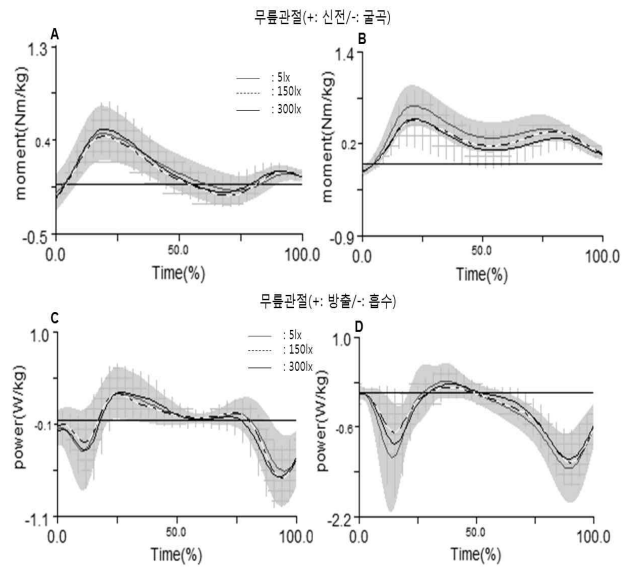 무릎관절(+: 신전/-: 굴곡)
A
1.3
0.4
-0.5
moment(Nm/kg)
: 5lx
: 150lx
: 300lx
0.0
50.0
100.0
Time(%)
B
1.4
0.2
-0.9
moment(Nm/kg)
0.0
50.0
100.0
Time(%)
무릎관절(+: 방출/-: 흡수)
C
1.0
-0.1
-1.1
power(W/kg)
: 5lx
: 150lx
: 300lx
0.0
50.0
100.0
Time(%)
D
1.0
-0.6
-2.2
power(W/kg)
0.0
50.0
100.0
Time(%)